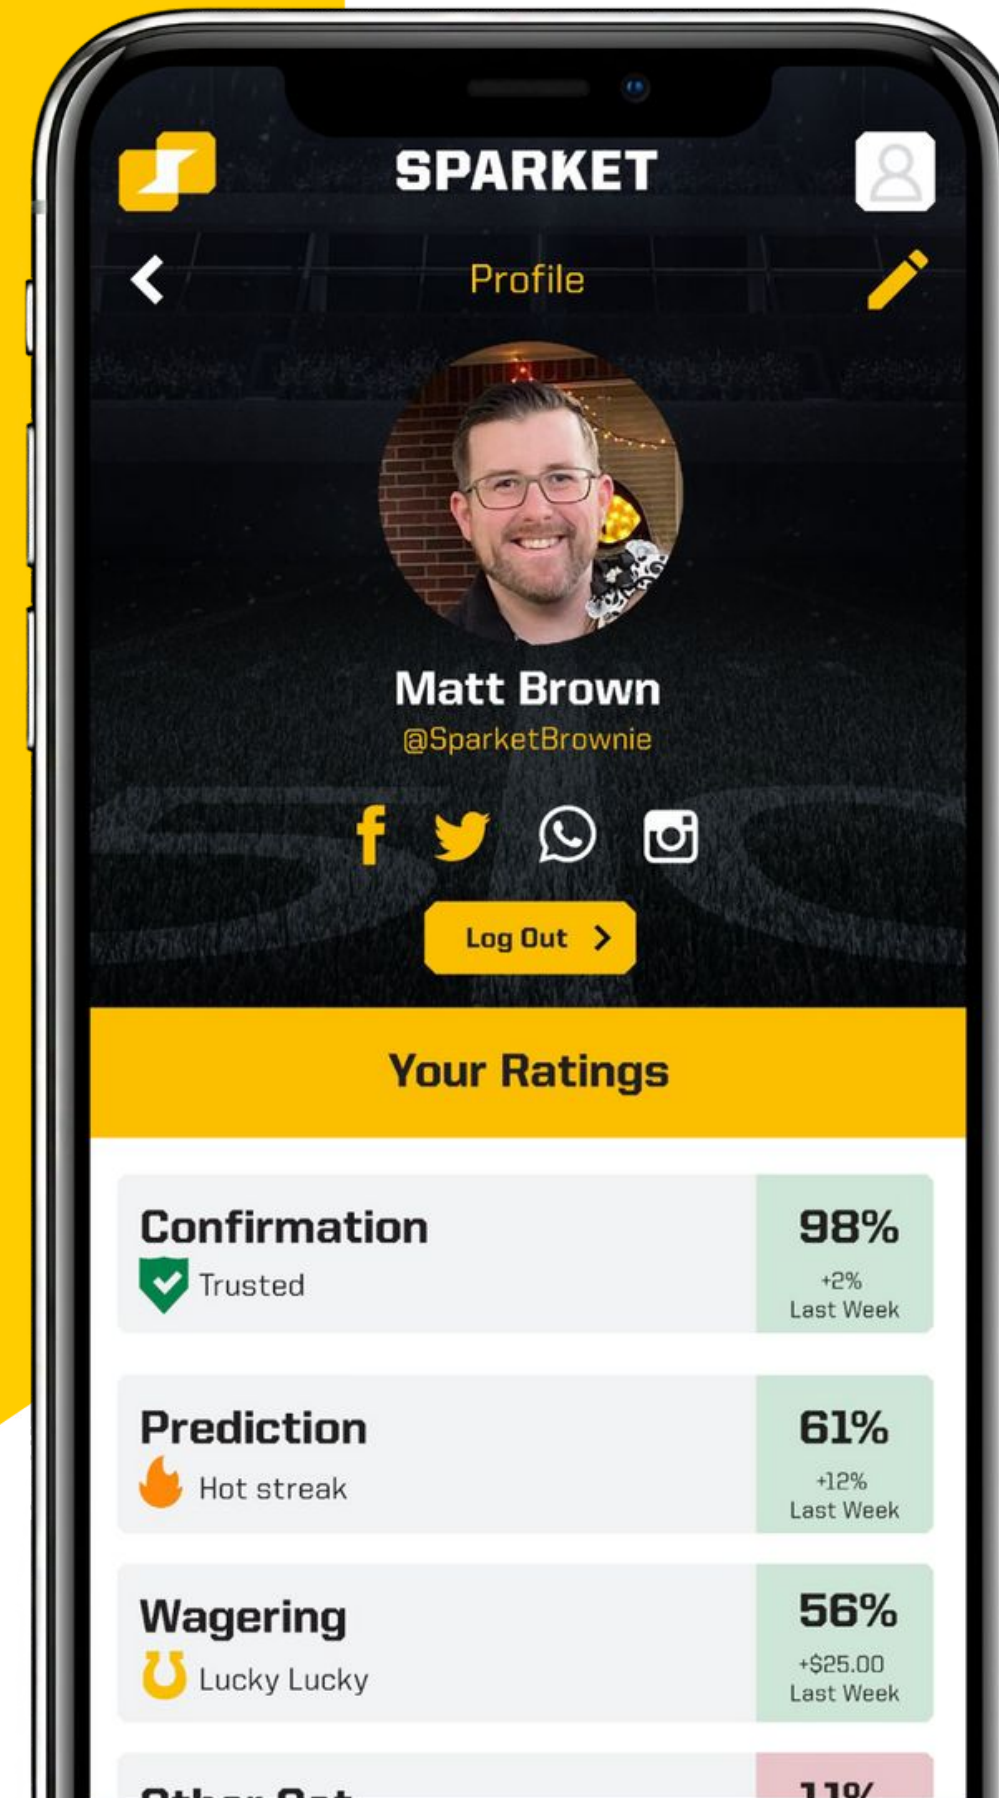 SPARKET
Profile
Matt Brown
@SparketBrownie
Log Out
Your Ratings
Confirmation
Trusted
98%
+2%
Last Week
Prediction
Hot streak
61%
+12%
Last Week
Wagering
Lucky Lucky
56%
+$25.00
Last Week
11%